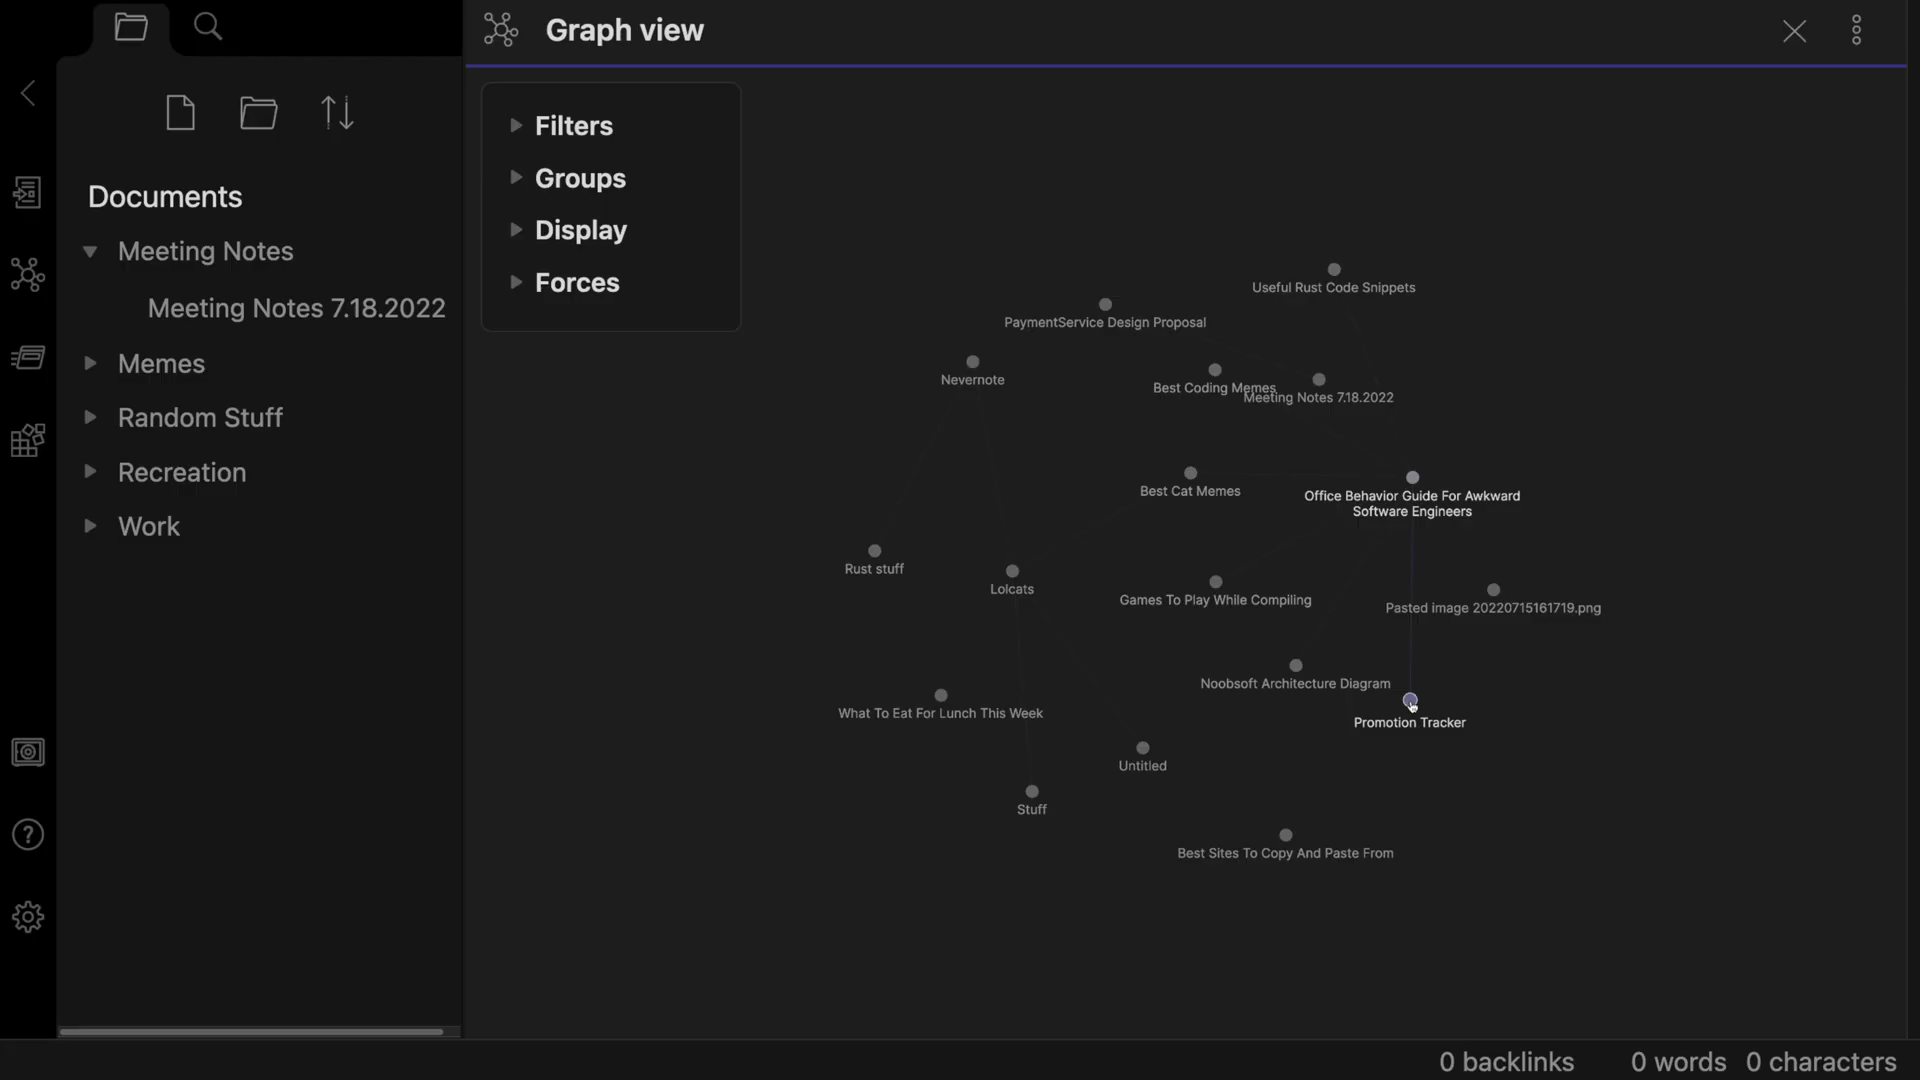 Graph view
Filters
Groups
Display
Forces
Documents
Meeting Notes
Meeting Notes 7.18.2022
Memes
Random Stuff
Recreation
Work
Useful Rust Code Snippets
PaymentService Design Proposal
Nevernote
Best Coding Memes
Meeting Notes 7.18.2022
Best Cat Memes
Office Behavior Guide For Awkward
Software Engineers
Rust stuff
Lolcats
Games To Play While Compiling
Pasted image 20220715161719.png
Noobsoft Architecture Diagram
What To Eat For Lunch This Week
Promotion Tracker
Untitled
Stuff
Best Sites To Copy And Paste From
0 backlinks 0 words 0 characters